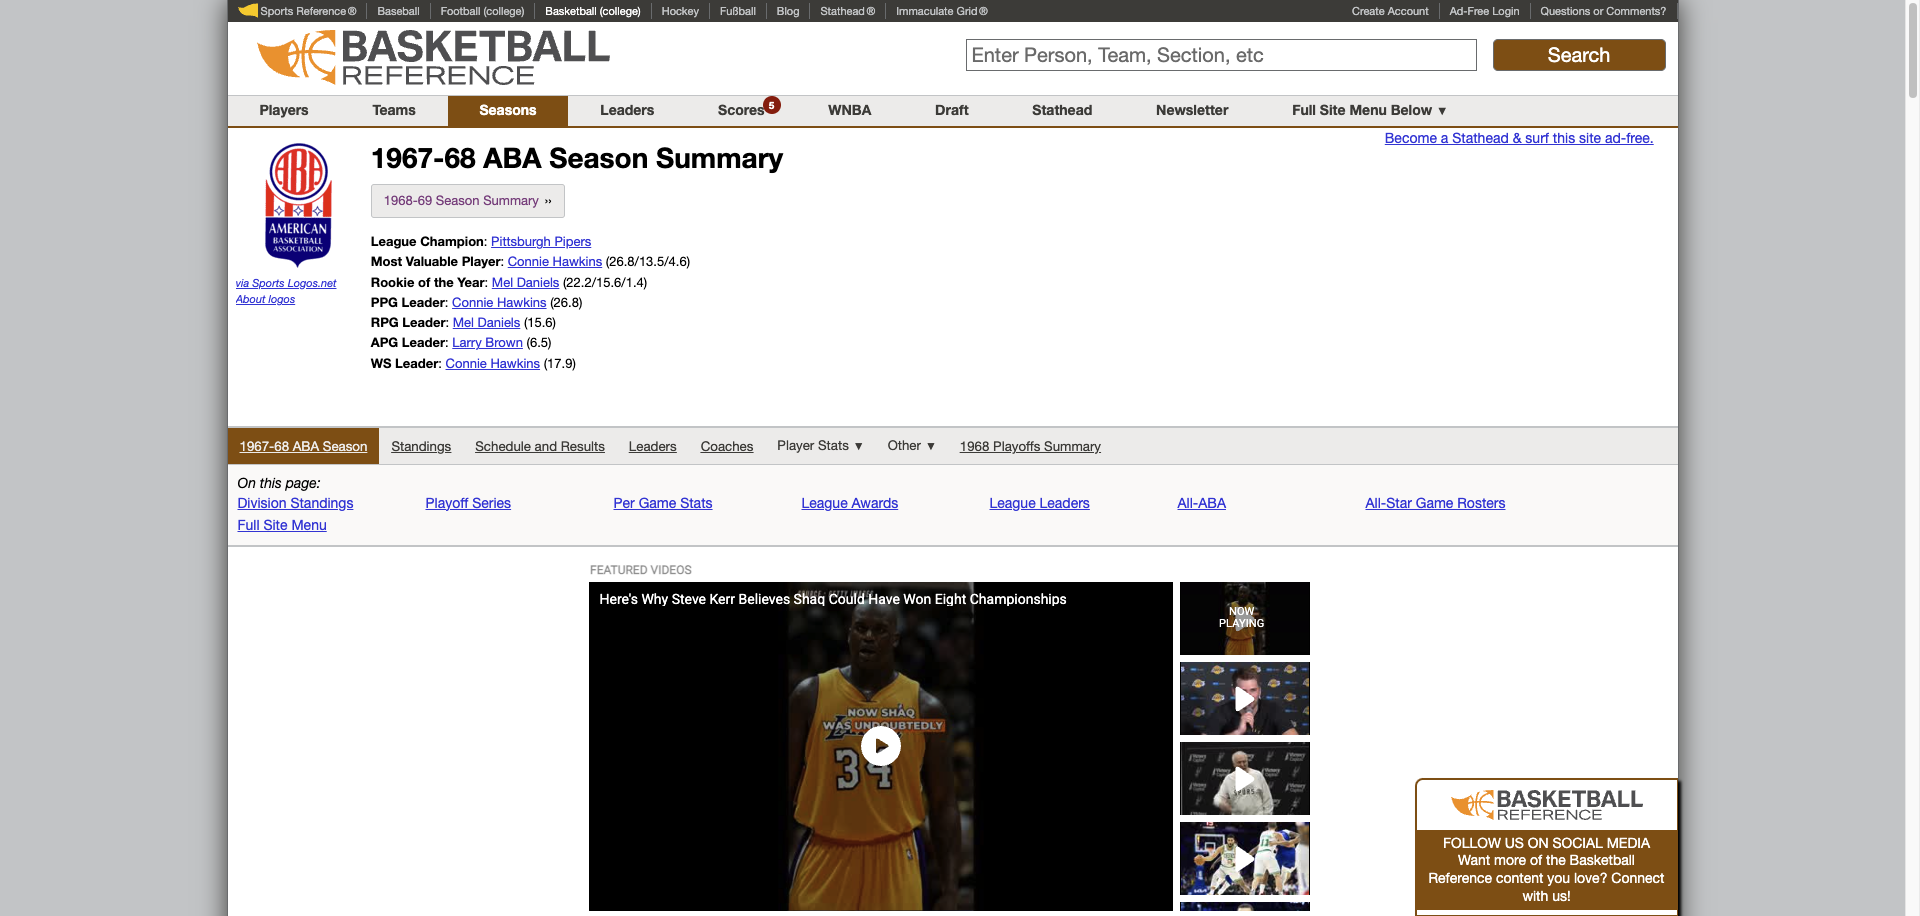 Sports Reference® Baseball Football (college) Basketball (college) Hockey Fußball Blog Stathead® Immaculate Grid® Create Account Ad-Free Login Questions or Comments?
BASKETBALL
REFERENCE
Enter Person, Team, Section, etc
Search
Players Teams Seasons Leaders Scores 5 WNBA Draft Stathead Newsletter Full Site Menu Below ▼
Become a Stathead & surf this site ad-free.
ABA
AMERICAN
BASKETBALL
ASSOCIATION
via Sports Logos.net
About logos
1967-68 ABA Season Summary
1968-69 Season Summary ››
League Champion: Pittsburgh Pipers
Most Valuable Player: Connie Hawkins (26.8/13.5/4.6)
Rookie of the Year: Mel Daniels (22.2/15.6/1.4)
PPG Leader: Connie Hawkins (26.8)
RPG Leader: Mel Daniels (15.6)
APG Leader: Larry Brown (6.5)
WS Leader: Connie Hawkins (17.9)
1967-68 ABA Season Standings Schedule and Results Leaders Coaches Player Stats ▼ Other ▼ 1968 Playoffs Summary
On this page:
Division Standings Playoff Series Per Game Stats League Awards League Leaders All-ABA All-Star Game Rosters
Full Site Menu
FEATURED VIDEOS
Here's Why Steve Kerr Believes Shaq Could Have Won Eight Championships
NOW SHAQ
WAS UNDOUBTEDLY
34
NOW
PLAYING
SPURS
BASKETBALL
REFERENCE
FOLLOW US ON SOCIAL MEDIA
Want more of the Basketball
Reference content you love? Connect
with us!